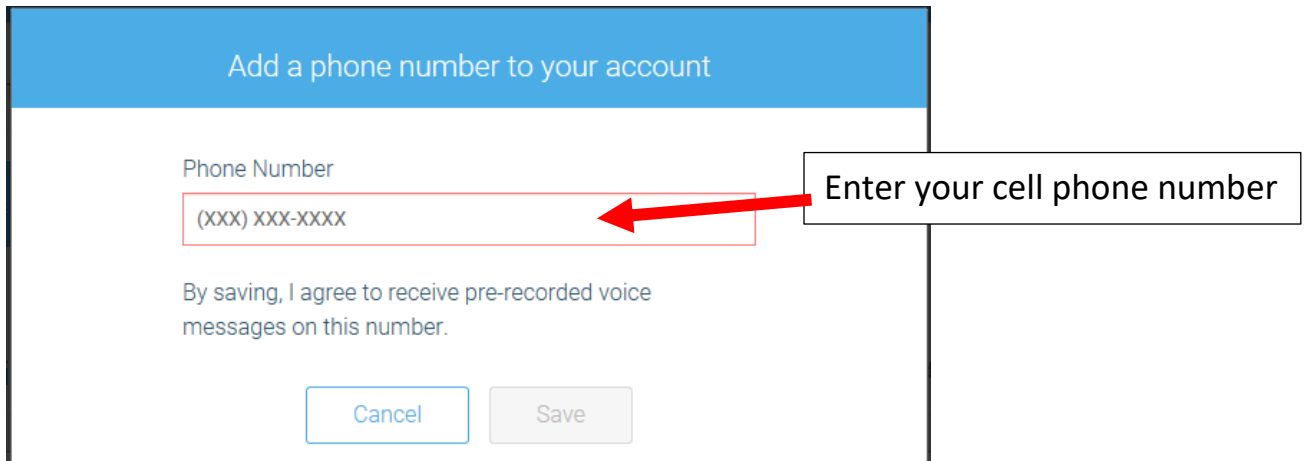 Add a phone number to your account
Phone Number
(XXX) XXX-XXXX
Enter your cell phone number
By saving, I agree to receive pre-recorded voice
messages on this number.
Cancel
Save